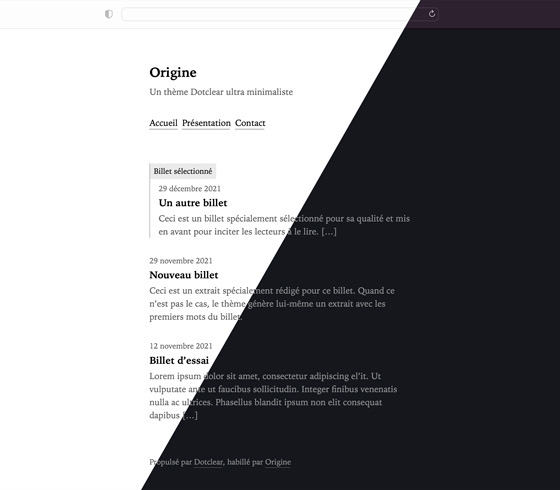 Origine
Un thème Dotclear ultra minimaliste
Accueil Présentation Contact
Billet sélectionné
29 décembre 2021
Un autre billet
Ceci est un billet spécialement sélectionné pour sa qualité et mis
en avant pour inciter les lecteurs à le lire. […]
29 novembre 2021
Nouveau billet
Ceci est un extrait spécialement rédigé pour ce billet. Quand ce
n’est pas le cas, le thème génère lui-même un extrait avec les
premiers mots du billet.
12 novembre 2021
Billet d’essai
Lorem ipsum dolor sit amet, consectetur adipiscing el’it. Ut
vulputate ante ut faucibus sollicitudin. Integer finibus venenatis
nulla ac ultrices. Phasellus blandit ipsum non elit consequat
dapibus […]
Propulsé par Dotclear, habillé par Origine